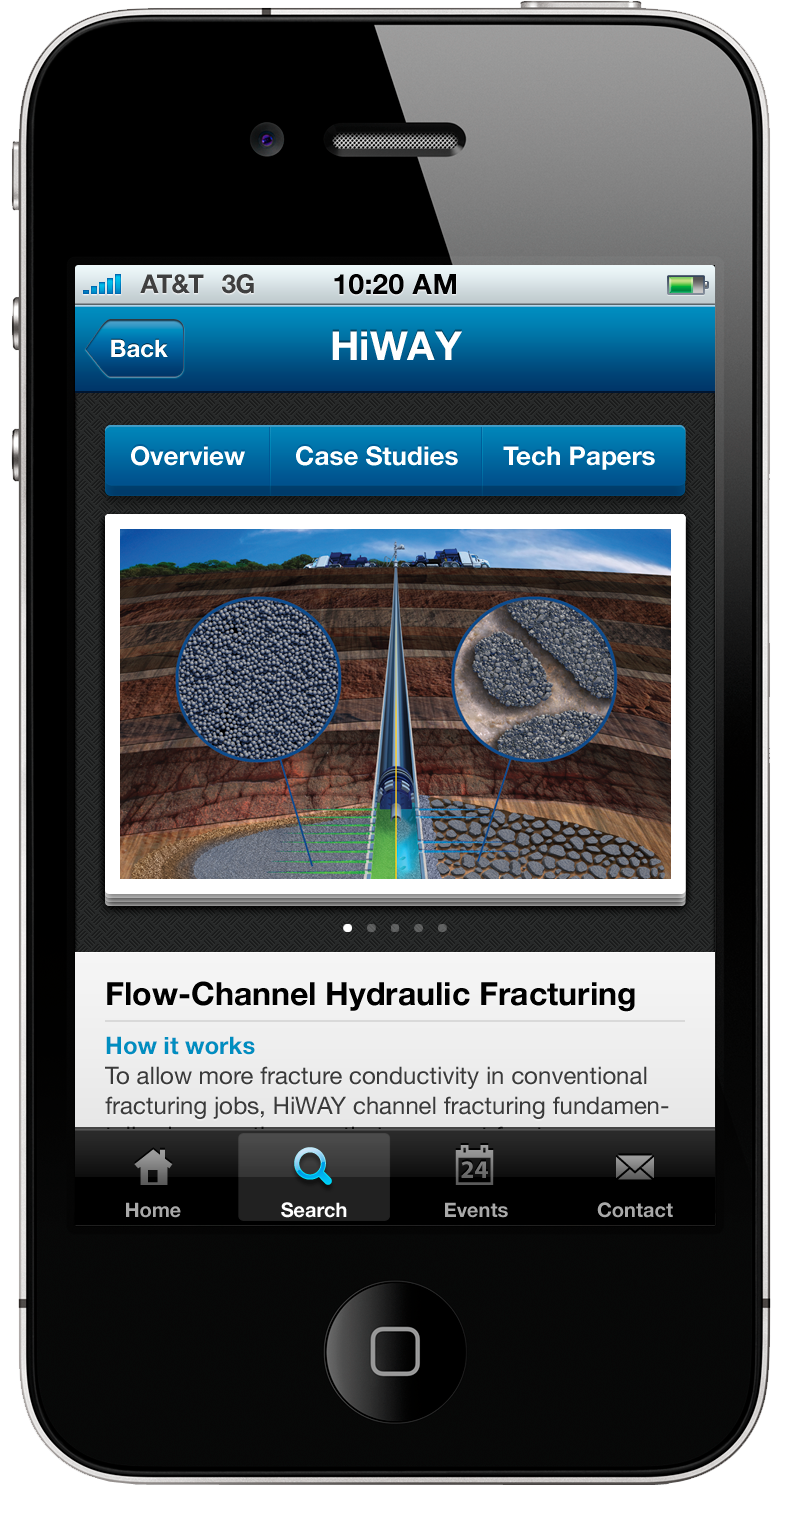 AT&T 3G 10:20 AM
Back HiWAY
Overview Case Studies Tech Papers
Flow-Channel Hydraulic Fracturing
How it works
To allow more fracture conductivity in conventional
fracturing jobs, HiWAY channel fracturing fundamen-
24
Home Search Events Contact